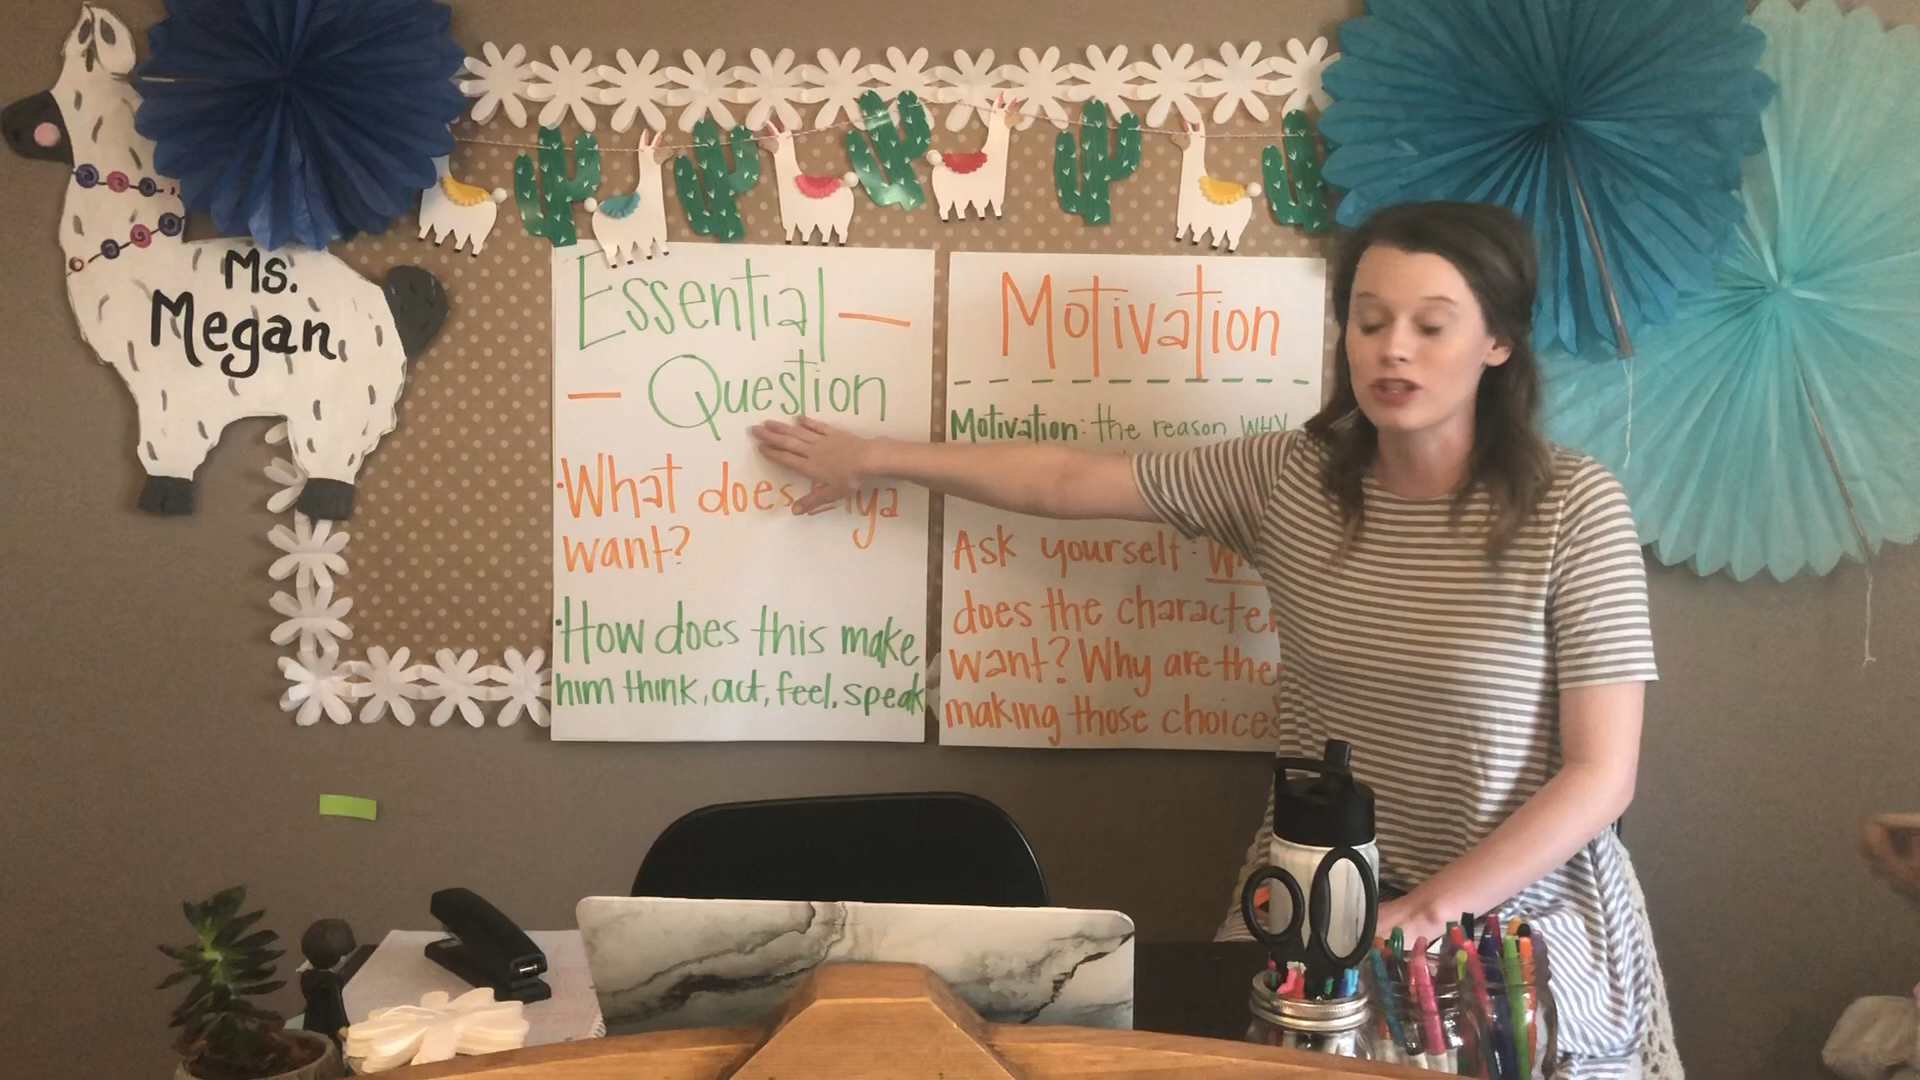 Ms.
Megan
Essential
Question
What does
want?
How does this make
him think, act, feel, speak
Motivation
Motivation: the reason WHY
Ask yourself:
does the character
want? Why are
making those choices